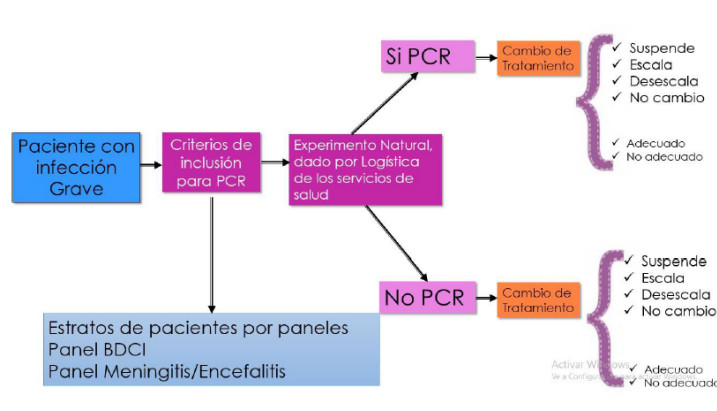 Paciente con
infección
Grave
Criterios de
inclusión
para PCR
Experimento Natural,
dado por Logística
de los servicios de
salud
Si PCR
Cambio de
Tratamiento
✓ Suspende
✓ Escala
✓ Desescala
✓ No cambio
✓ Adecuado
✓ No adecuado
No PCR
Cambio de
Tratamiento
✓ Suspende
✓ Escala
✓ Desescala
✓ No cambio
✓ Adecuado
✓ No adecuado
Estratos de pacientes por paneles
Panel BDCI
Panel Meningitis/Encefalitis
Activar Windows
Ve a